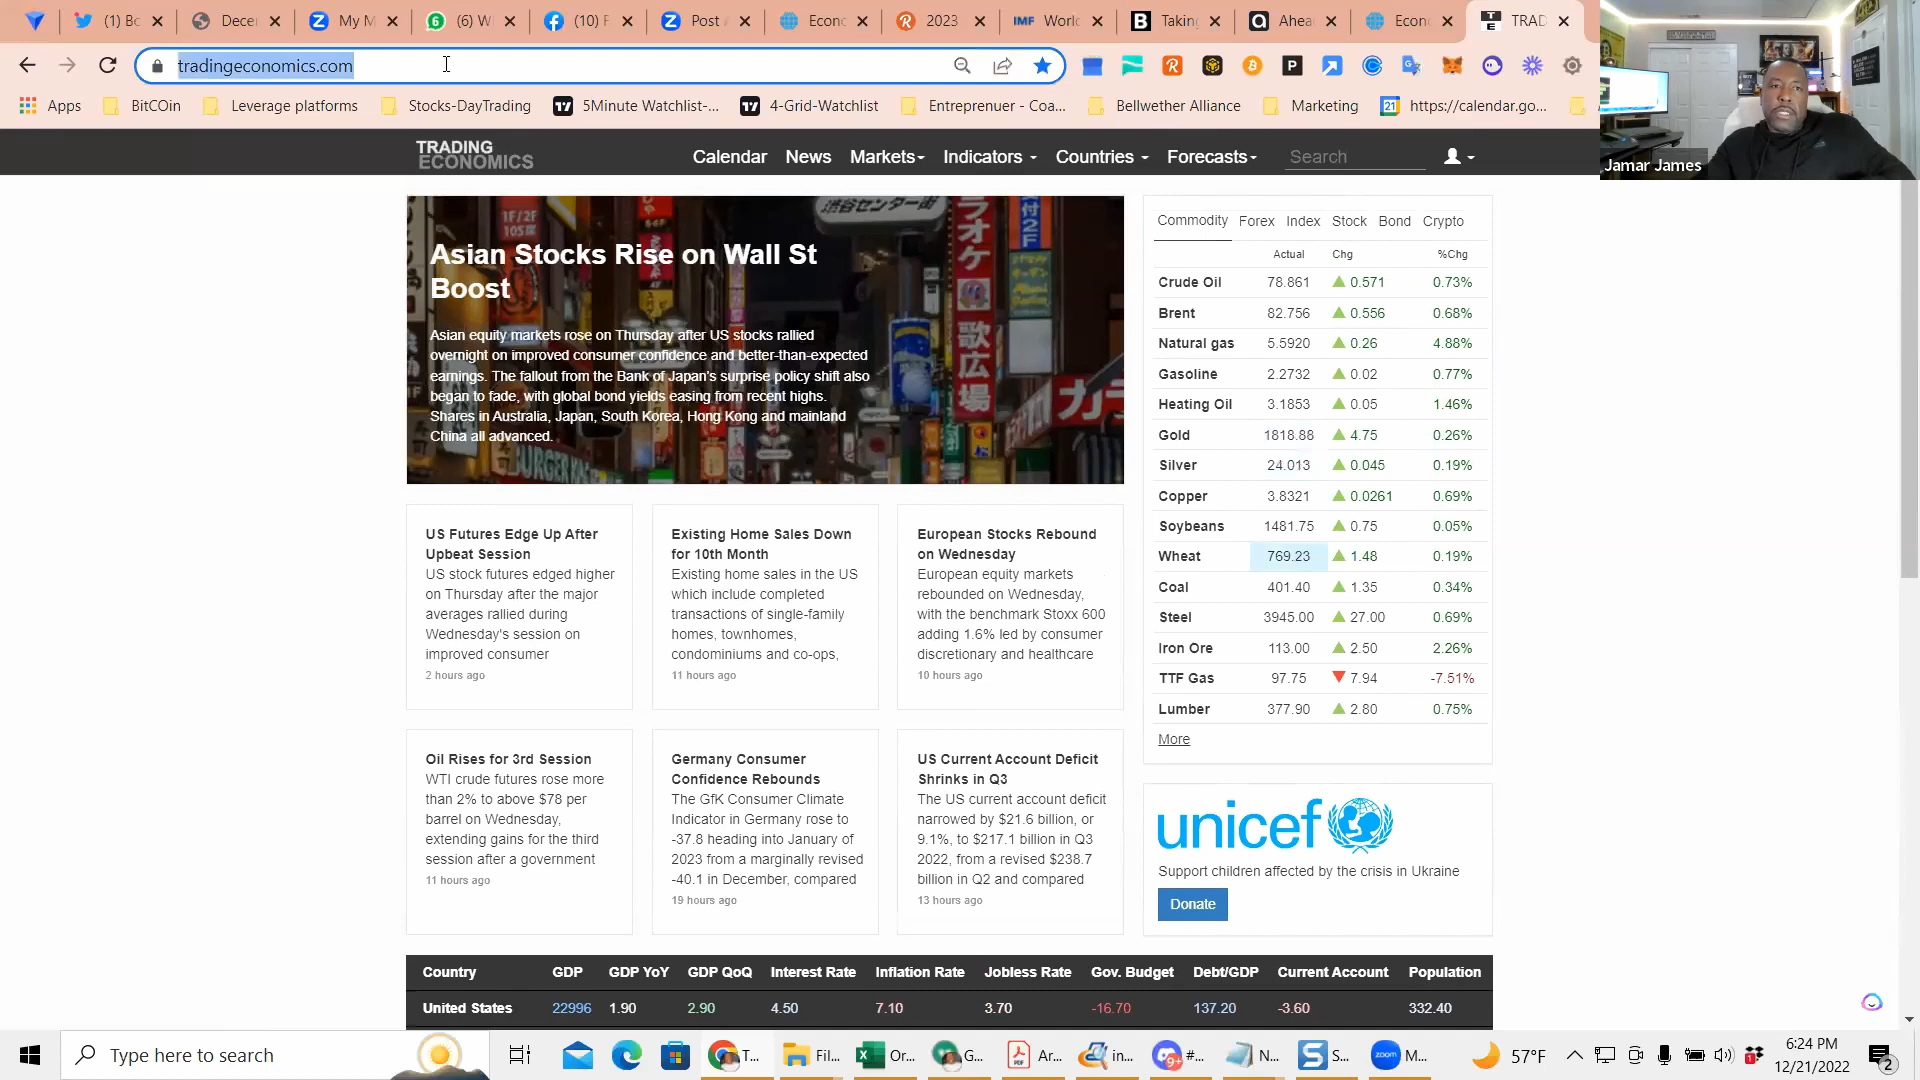 (1) Bc
Decem
My M
(6) W
(10) F
Post A
Econo
2023
IMF World
Taking
Ahea
Econ
TRAD
tradingeconomics.com
Apps
BitCOin
Leverage platforms
Stocks-DayTrading
5Minute Watchlist-...
4-Grid-Watchlist
Entreprenuer - Coa...
Bellwether Alliance
Marketing
https://calendar.go...
Jamar James
TRADING
ECONOMICS
Calendar
News
Markets
Indicators
Countries
Forecasts
Search
Asian Stocks Rise on Wall St
Boost
Asian equity markets rose on Thursday after US stocks rallied
overnight on improved consumer confidence and better-than-expected
earnings. The fallout from the Bank of Japan's surprise policy shift also
began to fade, with global bond yields easing from recent highs.
Shares in Australia, Japan, South Korea, Hong Kong and mainland
China all advanced.
US Futures Edge Up After
Upbeat Session
US stock futures edged higher
on Thursday after the major
averages rallied during
Wednesday's session on
improved consumer
2 hours ago
Existing Home Sales Down
for 10th Month
Existing home sales in the US
which include completed
transactions of single-family
homes, townhomes,
condominiums and co-ops,
11 hours ago
European Stocks Rebound
on Wednesday
European equity markets
rebounded on Wednesday,
with the benchmark Stoxx 600
adding 1.6% led by consumer
discretionary and healthcare
10 hours ago
Oil Rises for 3rd Session
WTI crude futures rose more
than 2% to above $78 per
barrel on Wednesday,
extending gains for the third
session after a government
11 hours ago
Germany Consumer
Confidence Rebounds
The GfK Consumer Climate
Indicator in Germany rose to
-37.8 heading into January of
2023 from a marginally revised
-40.1 in December, compared
19 hours ago
US Current Account Deficit
Shrinks in Q3
The US current account deficit
narrowed by $21.6 billion, or
9.1%, to $217.1 billion in Q3
2022, from a revised $238.7
billion in Q2 and compared
13 hours ago
Commodity Forex Index Stock Bond Crypto
Actual Chg %Chg
Crude Oil 78.861 0.571 0.73%
Brent 82.756 0.556 0.68%
Natural gas 5.5920 0.26 4.88%
Gasoline 2.2732 0.02 0.77%
Heating Oil 3.1853 0.05 1.46%
Gold 1818.88 4.75 0.26%
Silver 24.013 0.045 0.19%
Copper 3.8321 0.0261 0.69%
Soybeans 1481.75 0.75 0.05%
Wheat 769.23 1.48 0.19%
Coal 401.40 1.35 0.34%
Steel 3945.00 27.00 0.69%
Iron Ore 113.00 2.50 2.26%
TTF Gas 97.75 7.94 -7.51%
Lumber 377.90 2.80 0.75%
More
unicef
Support children affected by the crisis in Ukraine
Donate
Country GDP GDP YoY GDP QoQ Interest Rate Inflation Rate Jobless Rate Gov. Budget Debt/GDP Current Account Population
United States 22996 1.90 2.90 4.50 7.10 3.70 -16.70 137.20 -3.60 332.40
Type here to search
T...
Fil...
Or...
G...
Ar...
in...
#...
N...
S...
M...
57°F
6:24 PM
12/21/2022
2